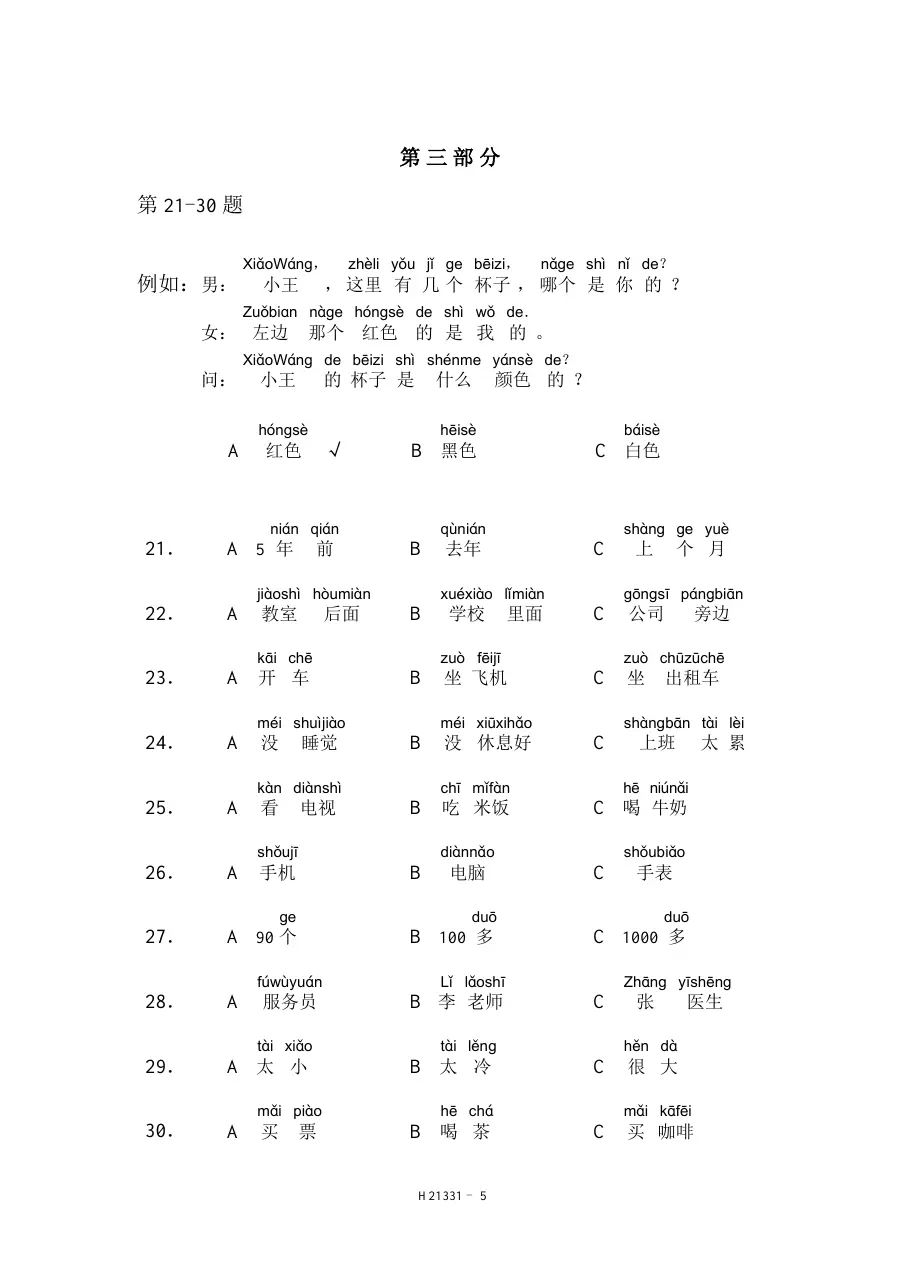 第三部分
第 21-30 题
XiǎoWáng, zhèli yǒu jǐ ge bēizi, nǎge shì nǐ de?
例如：男： 小王 ，这里 有 几 个 杯子 ，哪个 是 你 的 ？
Zuǒbian nàge hóngsè de shì wǒ de.
女： 左边 那个 红色 的 是 我 的 。
XiǎoWáng de bēizi shì shénme yánsè de?
问： 小王 的 杯子 是 什么 颜色 的 ？
hóngsè hēisè báisè
A 红色 √ B 黑色 C 白色
nián qián qùnián shàng ge yuè
21. A 5 年 前 B 去年 C 上 个 月
jiàoshì hòumiàn xuéxiào lǐmiàn gōngsī pángbiān
22. A 教室 后面 B 学校 里面 C 公司 旁边
kāi chē zuò fēijī zuò chūzūchē
23. A 开 车 B 坐 飞机 C 坐 出租车
méi shuìjiào méi xiūxihǎo shàngbān tài lèi
24. A 没 睡觉 B 没 休息好 C 上班 太 累
kàn diànshì chī mǐfàn hē niúnǎi
25. A 看 电视 B 吃 米饭 C 喝 牛奶
shǒujī diànnǎo shǒubiǎo
26. A 手机 B 电脑 C 手表
ge duō duō
27. A 90 个 B 100 多 C 1000 多
fúwùyuán Lǐ lǎoshī Zhāng yīshēng
28. A 服务员 B 李 老师 C 张 医生
tài xiǎo tài lěng hěn dà
29. A 太 小 B 太 冷 C 很 大
mǎi piào hē chá mǎi kāfēi
30. A 买 票 B 喝 茶 C 买 咖啡
H21331 - 5